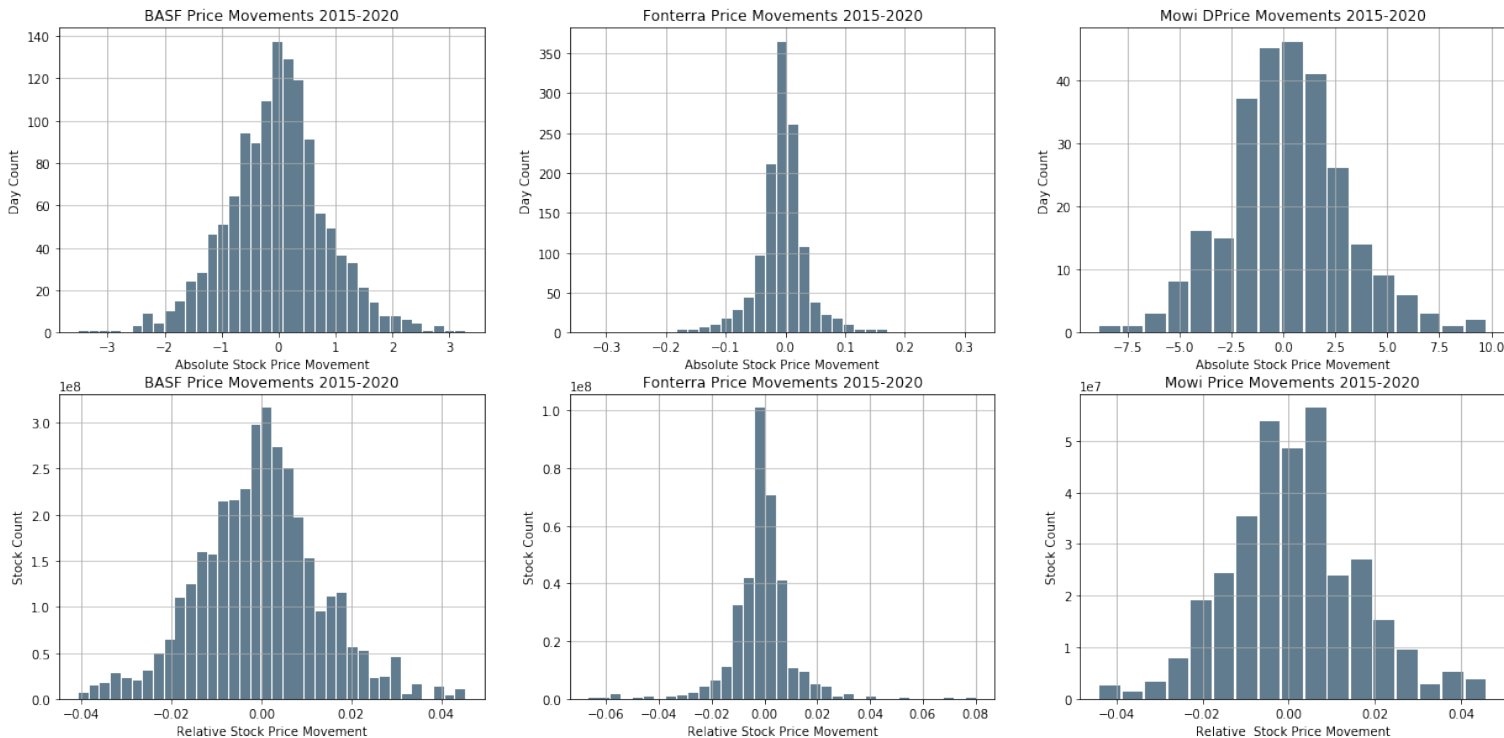 BASF Price Movements 2015-2020
140
120
100
80
60
40
20
0
Day Count
−3 −2 −1 0 1 2 3
Absolute Stock Price Movement
Fonterra Price Movements 2015-2020
350
300
250
200
150
100
50
0
Day Count
−0.3 −0.2 −0.1 0.0 0.1 0.2 0.3
Absolute Stock Price Movement
Mowi DPrice Movements 2015-2020
40
30
20
10
0
Day Count
−7.5 −5.0 −2.5 0.0 2.5 5.0 7.5 10.0
Absolute Stock Price Movement
1e8
BASF Price Movements 2015-2020
3.0
2.5
2.0
1.5
1.0
0.5
0.0
Stock Count
−0.04 −0.02 0.00 0.02 0.04
Relative Stock Price Movement
1e8
Fonterra Price Movements 2015-2020
1.0
0.8
0.6
0.4
0.2
0.0
Stock Count
−0.06 −0.04 −0.02 0.00 0.02 0.04 0.06 0.08
Relative Stock Price Movement
1e7
Mowi Price Movements 2015-2020
5
4
3
2
1
0
Stock Count
−0.04 −0.02 0.00 0.02 0.04
Relative Stock Price Movement